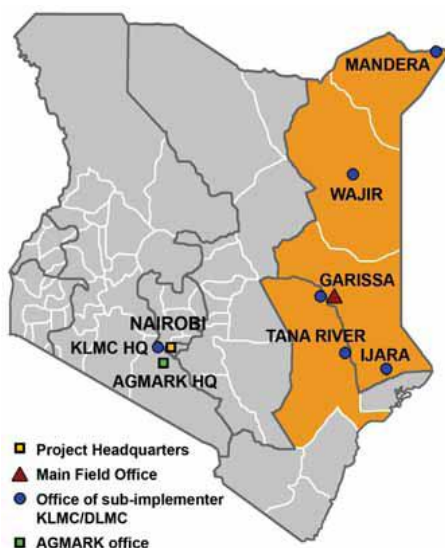 MANDERA
WAJIR
GARISSA
NAIROBI
TANA RIVER
KLMC HQ
IJARA
AGMARK HQ
Project Headquarters
Main Field Office
Office of sub-implementer
KLMC/DLMC
AGMARK office